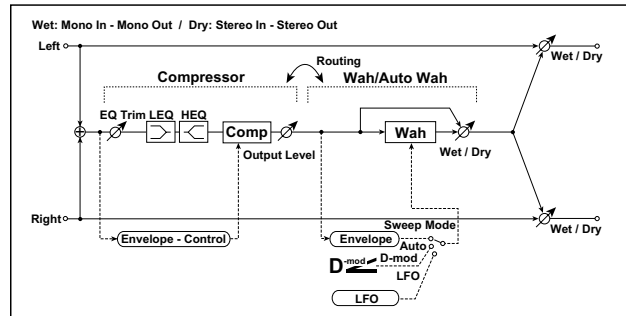 Wet: Mono In - Mono Out / Dry: Stereo In - Stereo Out
Left
Wet / Dry
Routing
Compressor
Wah/Auto Wah
EQ Trim LEQ HEQ
Comp
Wah
Output Level
Wet / Dry
Right
Wet / Dry
Sweep Mode
Envelope - Control
Envelope
Auto
D-mod
D-mod
LFO
LFO